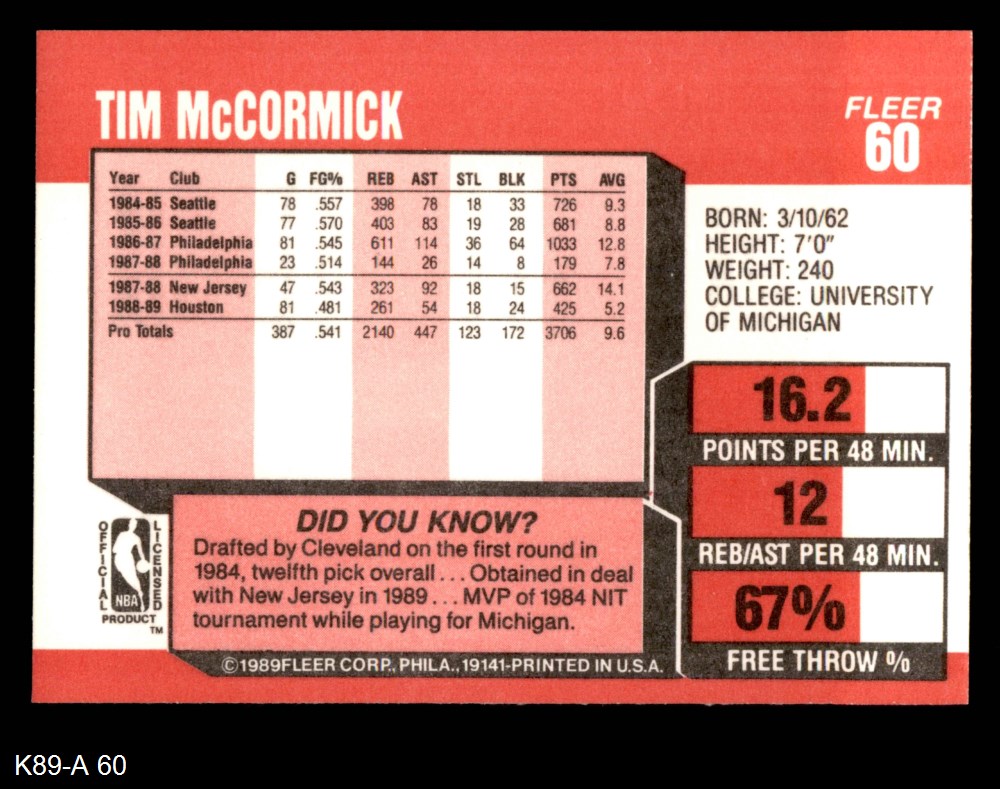 TIM McCORMICK
FLEER
60
Year Club G FG% REB AST STL BLK PTS AVG
1984-85 Seattle 78 .557 398 78 18 33 726 9.3
1985-86 Seattle 77 .570 403 83 19 28 681 8.8
1986-87 Philadelphia 81 .545 611 114 36 64 1033 12.8
1987-88 Philadelphia 23 .514 144 26 14 8 179 7.8
1987-88 New Jersey 47 .543 323 92 18 15 662 14.1
1988-89 Houston 81 .481 261 54 18 24 425 5.2
Pro Totals 387 .541 2140 447 123 172 3706 9.6
BORN: 3/10/62
HEIGHT: 7'0"
WEIGHT: 240
COLLEGE: UNIVERSITY
OF MICHIGAN
16.2
POINTS PER 48 MIN.
12
REB/AST PER 48 MIN.
67%
FREE THROW %
DID YOU KNOW?
Drafted by Cleveland on the first round in
1984, twelfth pick overall . . . Obtained in deal
with New Jersey in 1989 . . . MVP of 1984 NIT
tournament while playing for Michigan.
OFFICIAL
LICENSED
NBA
PRODUCT
TM
©1989 FLEER CORP., PHILA., 19141-PRINTED IN U.S.A.
K89-A 60